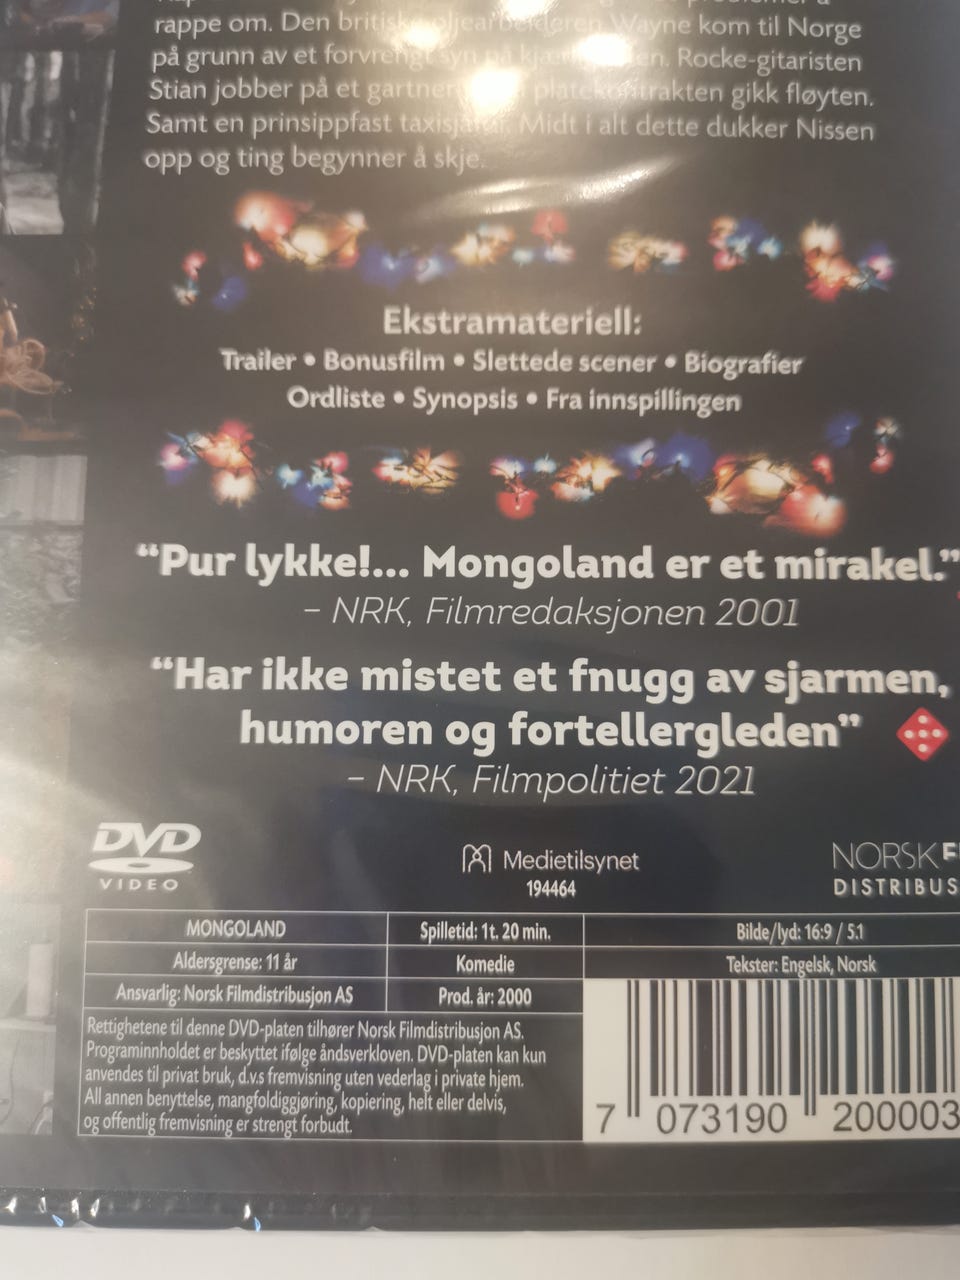 rappe om. Den britiske oljearbeideren Wayne kom til Norge
på grunn av et forvrengt syn på kjærligheten. Rocke-gitaristen
Stian jobber på et platekontrakten gikk fløyten.
Samt en prinsippfast taxisjåfør. Midt i alt dette dukker Nissen
opp og ting begynner å skje.
Ekstramateriell:
Trailer • Bonusfilm • Slettede scener • Biografier
Ordliste • Synopsis • Fra innspillingen
“Pur lykke!... Mongoland er et mirakel.”
– NRK, Filmredaksjonen 2001
“Har ikke mistet et fnugg av sjarmen,
humoren og fortellergleden”
– NRK, Filmpolitiet 2021
DVD
VIDEO
Medietilsynet
194464
NORSK
DISTRIBUS
MONGOLAND
Spilletid: 1t. 20 min.
Bilde/lyd: 16:9 / 5.1
Aldersgrense: 11 år
Komedie
Tekster: Engelsk, Norsk
Ansvarlig: Norsk Filmdistribusjon AS
Prod. år: 2000
Rettighetene til denne DVD-platen tilhører Norsk Filmdistribusjon AS.
Programinnholdet er beskyttet ifølge åndsverkloven. DVD-platen kan kun
anvendes til privat bruk, d.v.s fremvisning uten vederlag i private hjem.
All annen benyttelse, mangfoldiggjøring, kopiering, helt eller delvis,
og offentlig fremvisning er strengt forbudt.
7 073190 200003